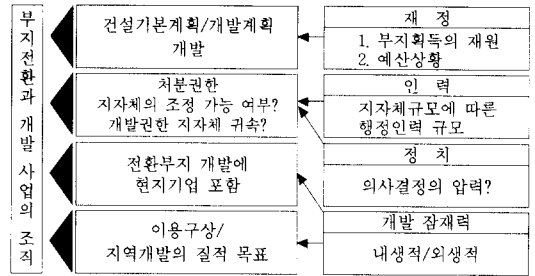 부지전환과 개발 사업의 조직
건설기본계획/개발계획
개발
처분권한
지자체의 조정 가능 여부?
개발권한 지자체 귀속?
전환부지 개발에
현지기업 포함
이용구상/
지역개발의 질적 목표
재 정
1. 부지획득의 재원
2. 예산상황
인 력
지자체규모에 따른
행정인력 규모
정 치
의사결정의 압력?
개발 잠재력
내생적/외생적